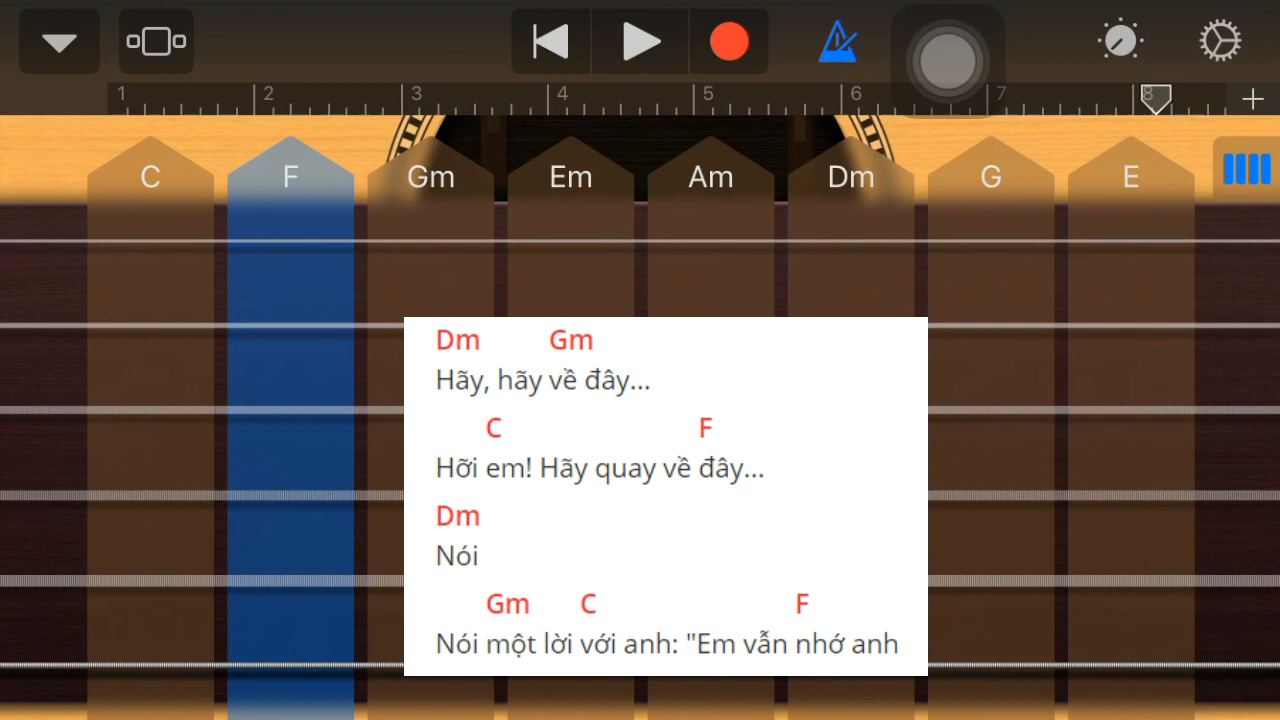 1 2 3 4 5 6 7 8
C F Gm Em Am Dm G E
Dm Gm
Hãy, hãy về đây...
C F
Hỡi em! Hãy quay về đây...
Dm
Nói
Gm C F
Nói một lời với anh: "Em vẫn nhớ anh